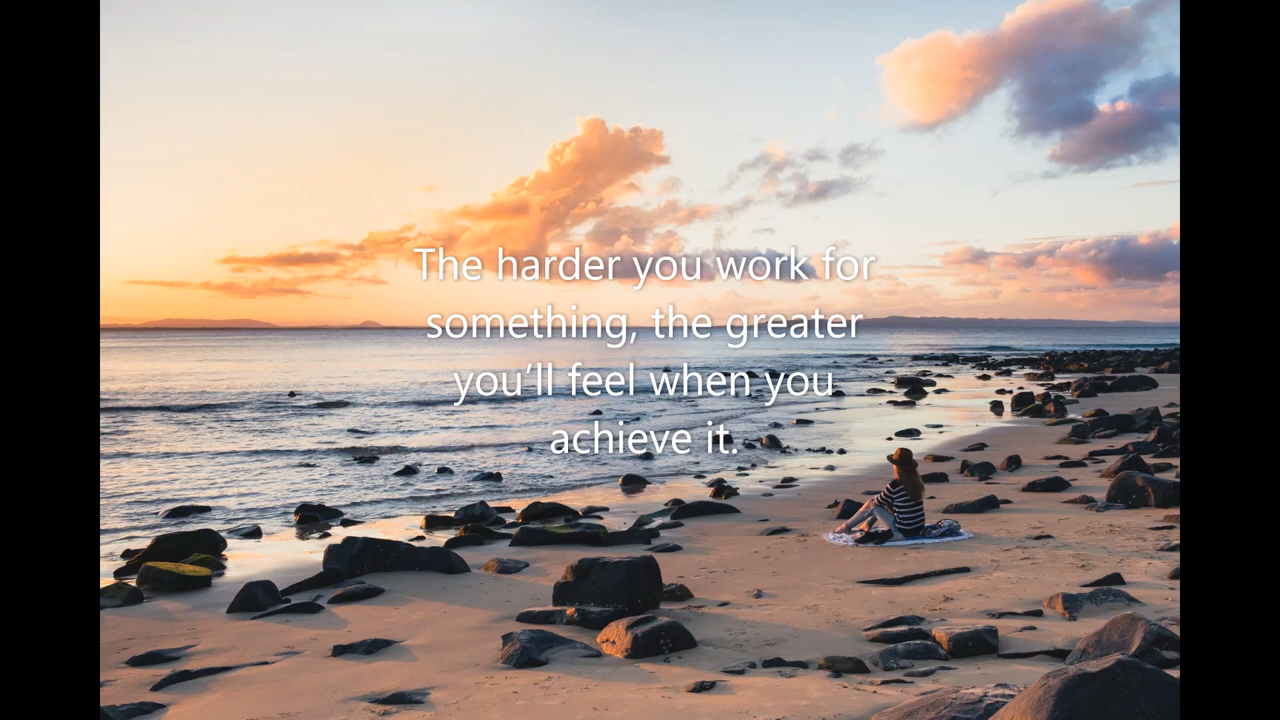 The harder you work for
something, the greater
you’ll feel when you
achieve it.